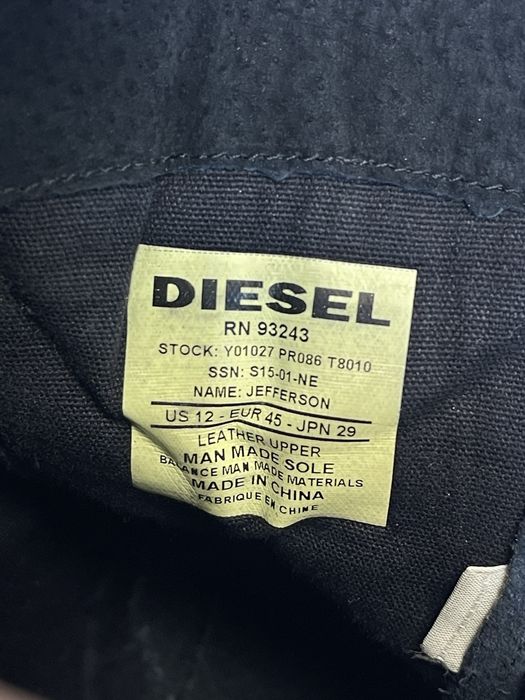 DIESEL
RN 93243
STOCK: Y01027 PR086 T8010
SSN: S15-01-NE
NAME: JEFFERSON
US 12 - EUR 45 - JPN 29
LEATHER UPPER
MAN MADE SOLE
BALANCE MAN MADE MATERIALS
MADE IN CHINA
FABRIQUE EN CHINE